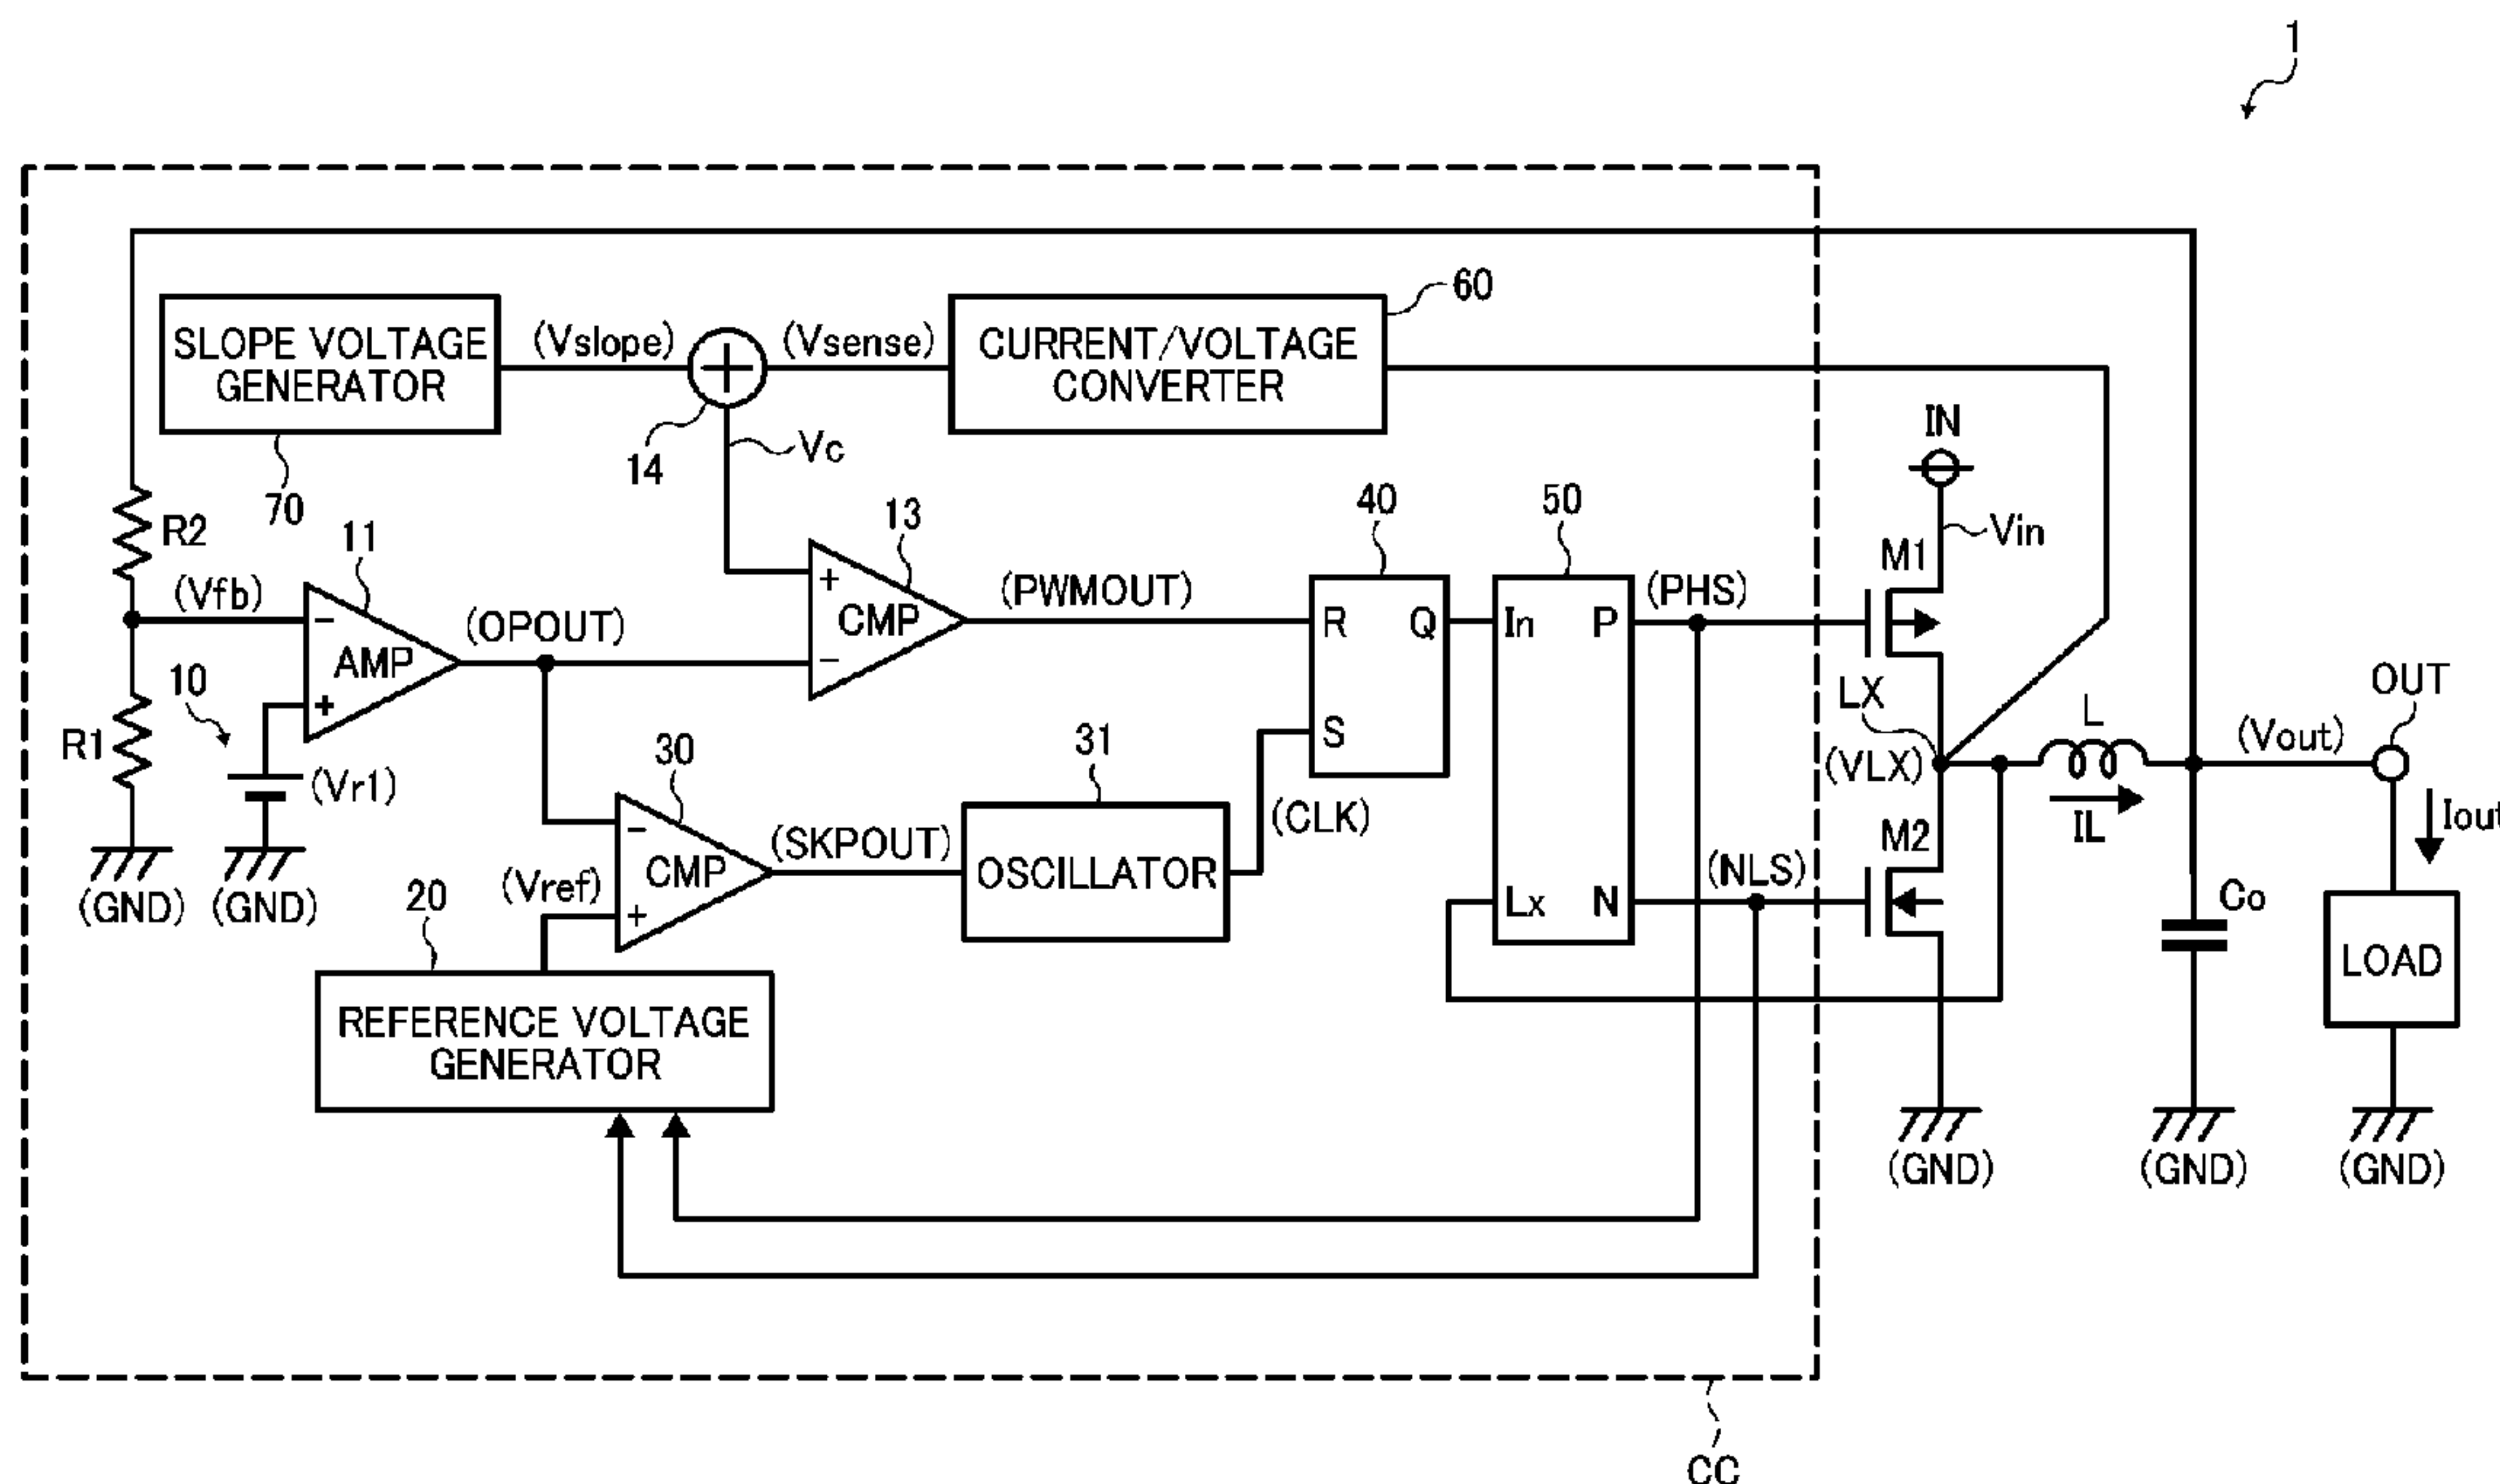 1
60
SLOPE VOLTAGE
GENERATOR
(Vslope)
(Vsense)
CURRENT/VOLTAGE
CONVERTER
IN
14
Vc
70
R2
11
13
40
50
Vin
M1
(Vfb)
(OPOUT)
+
CMP
−
(PWMOUT)
R
Q
In
P
(PHS)
−
AMP
+
10
LX
OUT
R1
(Vr1)
30
31
S
(VLX)
L
(Vout)
(CLK)
IL
Iout
M2
−
CMP
+
(SKPOUT)
OSCILLATOR
(NLS)
(GND)
(GND)
20
(Vref)
Lx
N
Co
LOAD
REFERENCE VOLTAGE
GENERATOR
(GND)
(GND)
(GND)
CC